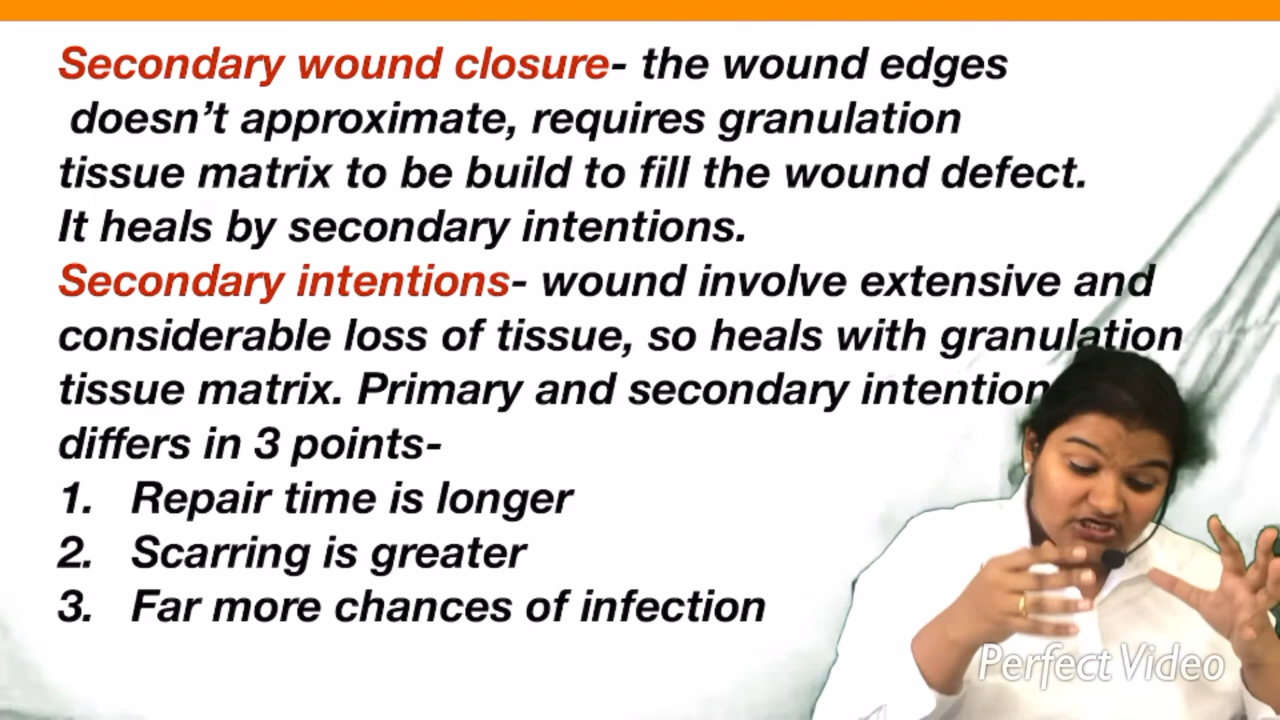 Secondary wound closure- the wound edges
doesn’t approximate, requires granulation
tissue matrix to be build to fill the wound defect.
It heals by secondary intentions.
Secondary intentions- wound involve extensive and
considerable loss of tissue, so heals with granulation
tissue matrix. Primary and secondary intention
differs in 3 points-
1. Repair time is longer
2. Scarring is greater
3. Far more chances of infection
Perfect Video